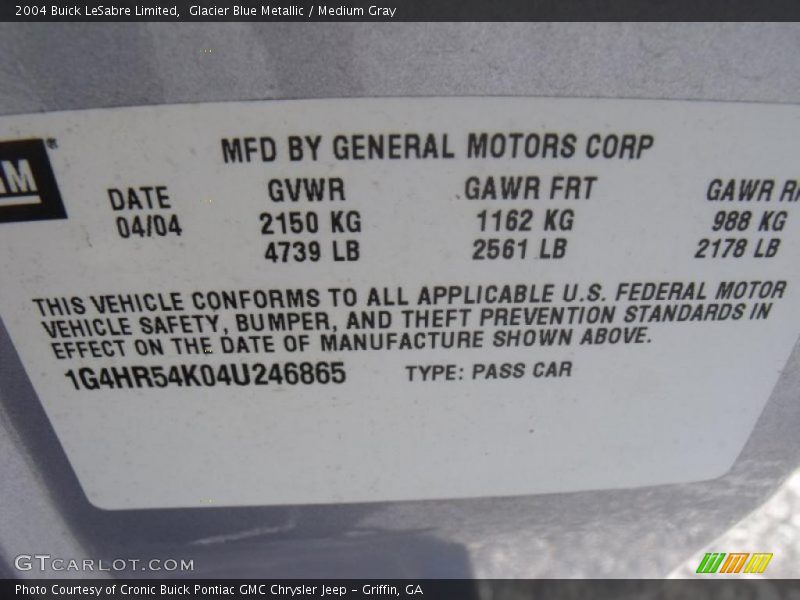 2004 Buick LeSabre Limited, Glacier Blue Metallic / Medium Gray
GM
MFD BY GENERAL MOTORS CORP
DATE GVWR GAWR FRT GAWR
04/04 2150 KG 1162 KG 988 KG
4739 LB 2561 LB 2178 LB
THIS VEHICLE CONFORMS TO ALL APPLICABLE U.S. FEDERAL MOTOR
VEHICLE SAFETY, BUMPER, AND THEFT PREVENTION STANDARDS IN
EFFECT ON THE DATE OF MANUFACTURE SHOWN ABOVE.
1G4HR54K04U246865 TYPE: PASS CAR
GTCARLOT.COM
Photo Courtesy of Cronic Buick Pontiac GMC Chrysler Jeep - Griffin, GA